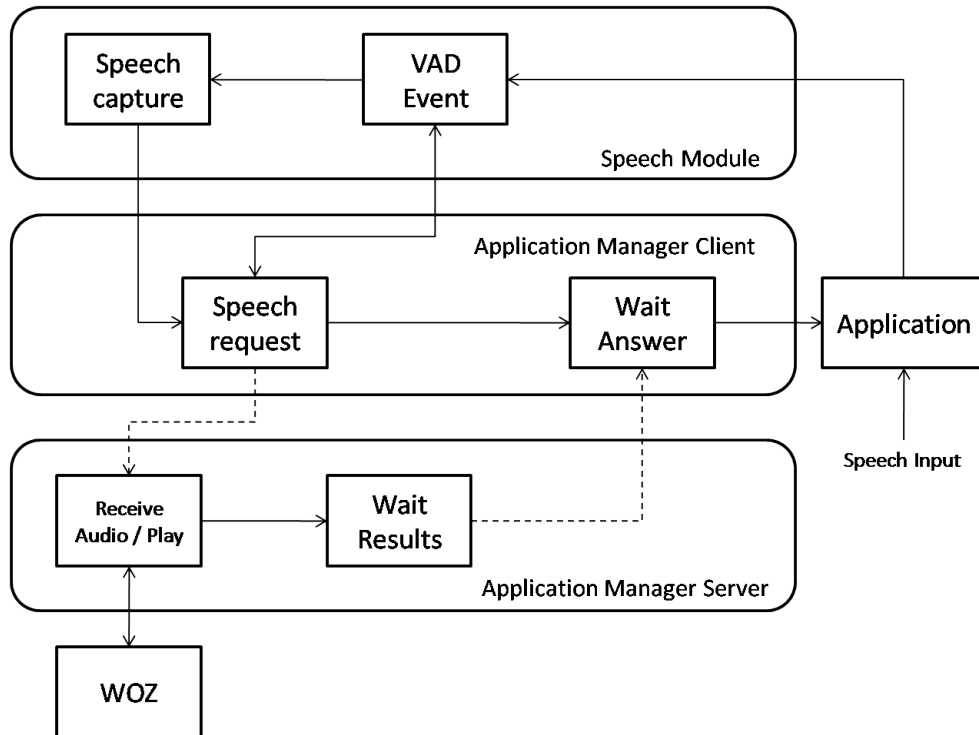 Speech
capture
VAD
Event
Speech Module
Application Manager Client
Speech
request
Wait
Answer
Application
Speech Input
Receive
Audio / Play
Wait
Results
Application Manager Server
WOZ